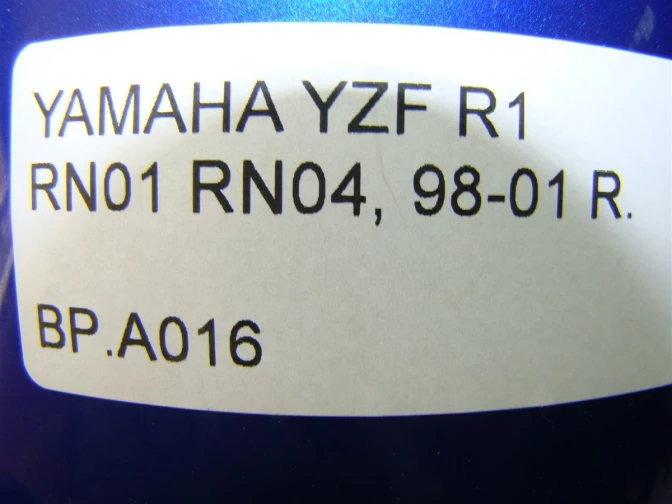 YAMAHA YZF R1
RN01 RN04, 98-01 R.
BP.A016